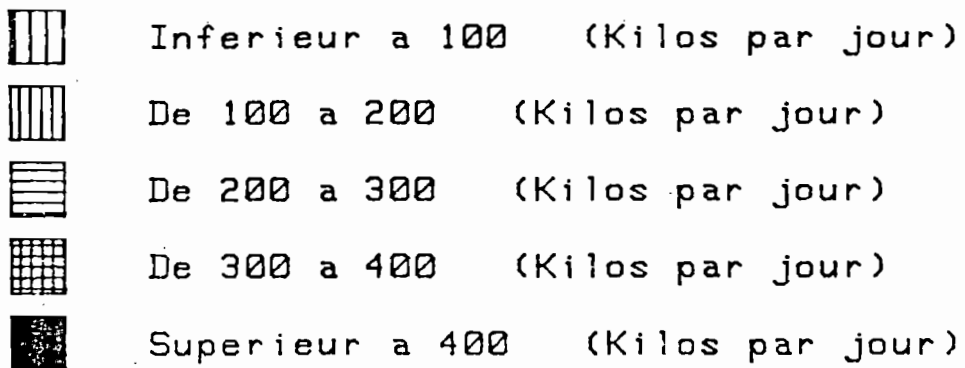 Inferieur a 100 (Kilos par jour)
De 100 a 200 (Kilos par jour)
De 200 a 300 (Kilos par jour)
De 300 a 400 (Kilos par jour)
Superieur a 400 (Kilos par jour)